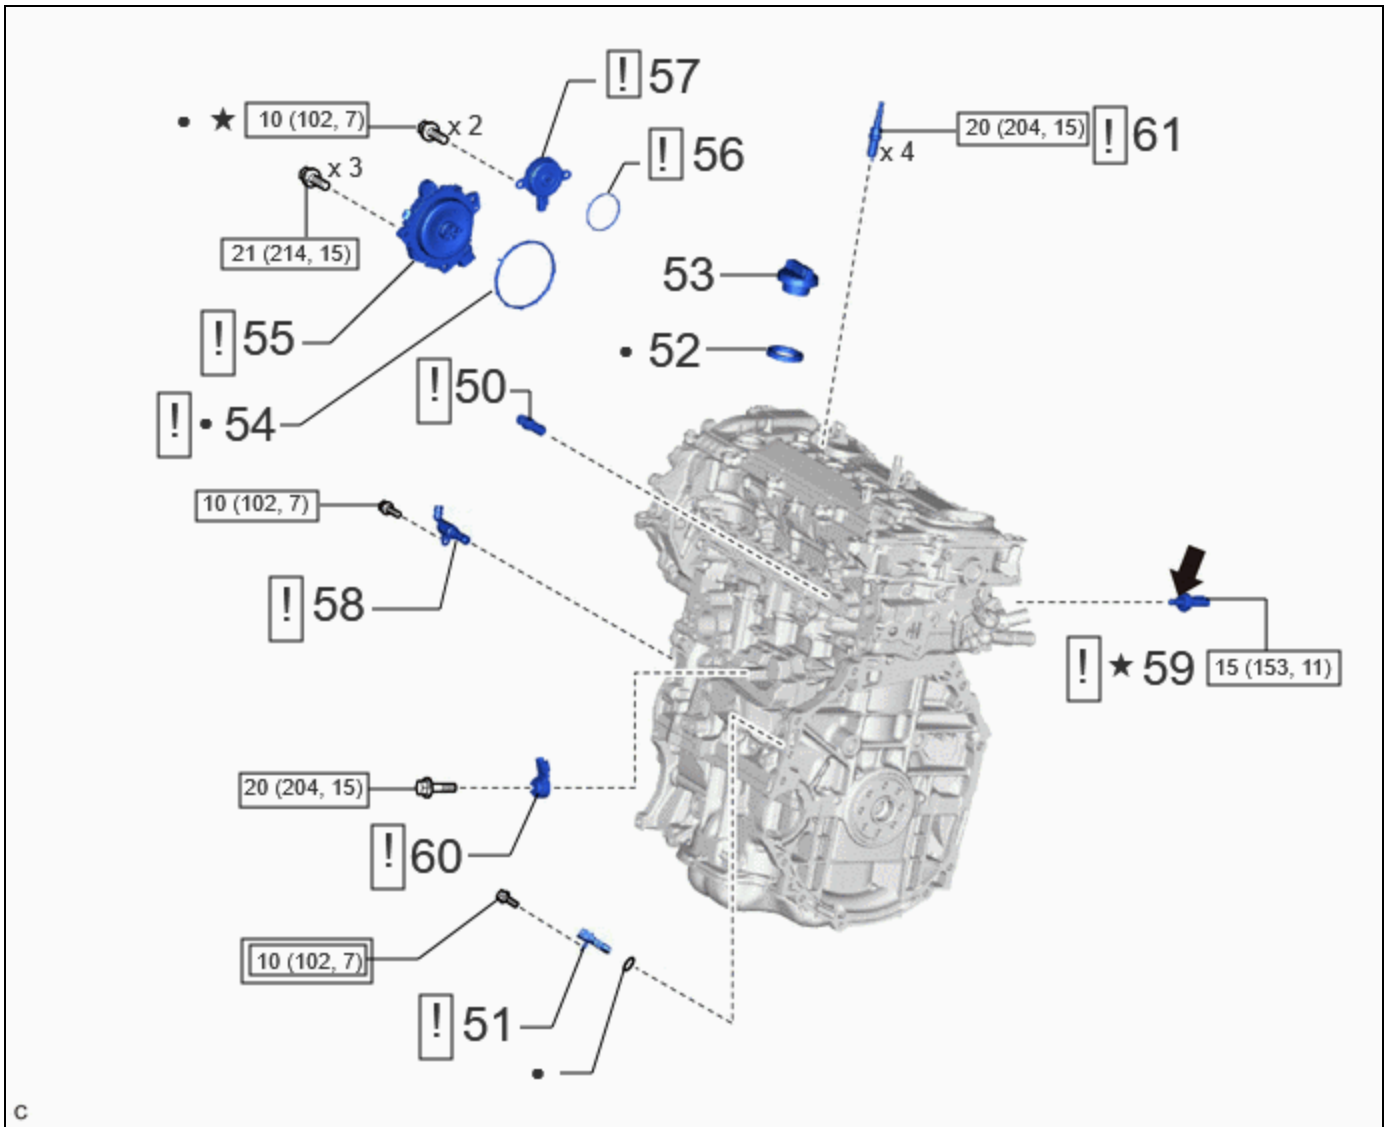 ! 57
• ★ 10 (102, 7) x 2
20 (204, 15) ! 61
x 4
! 56
x 3
21 (214, 15)
53
! 55
• 52
! 50
! • 54
10 (102, 7)
! 58
! ★ 59 15 (153, 11)
20 (204, 15)
! 60
10 (102, 7)
! 51
•
C